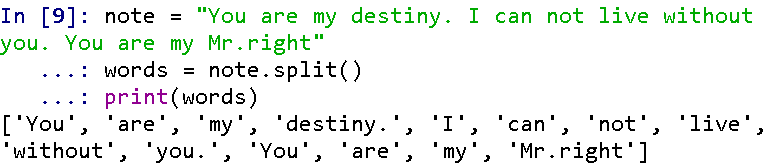 In [9]: note = "You are my destiny. I can not live without
you. You are my Mr.right"
   ...: words = note.split()
   ...: print(words)
['You', 'are', 'my', 'destiny.', 'I', 'can', 'not', 'live',
'without', 'you.', 'You', 'are', 'my', 'Mr.right']